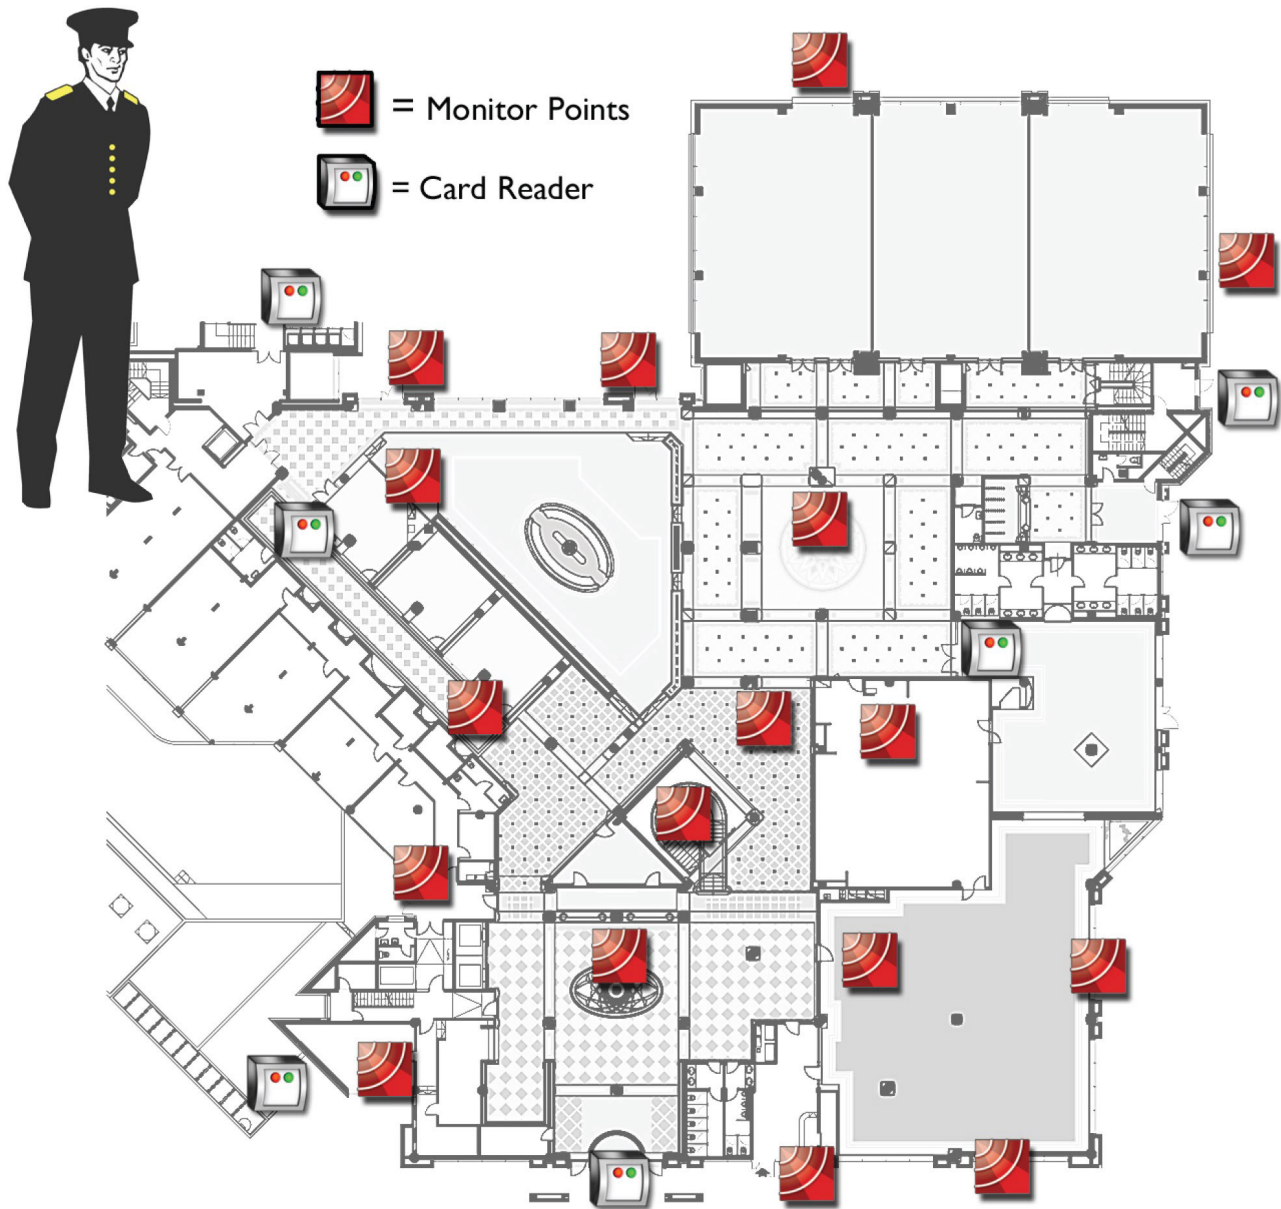 = Monitor Points
= Card Reader